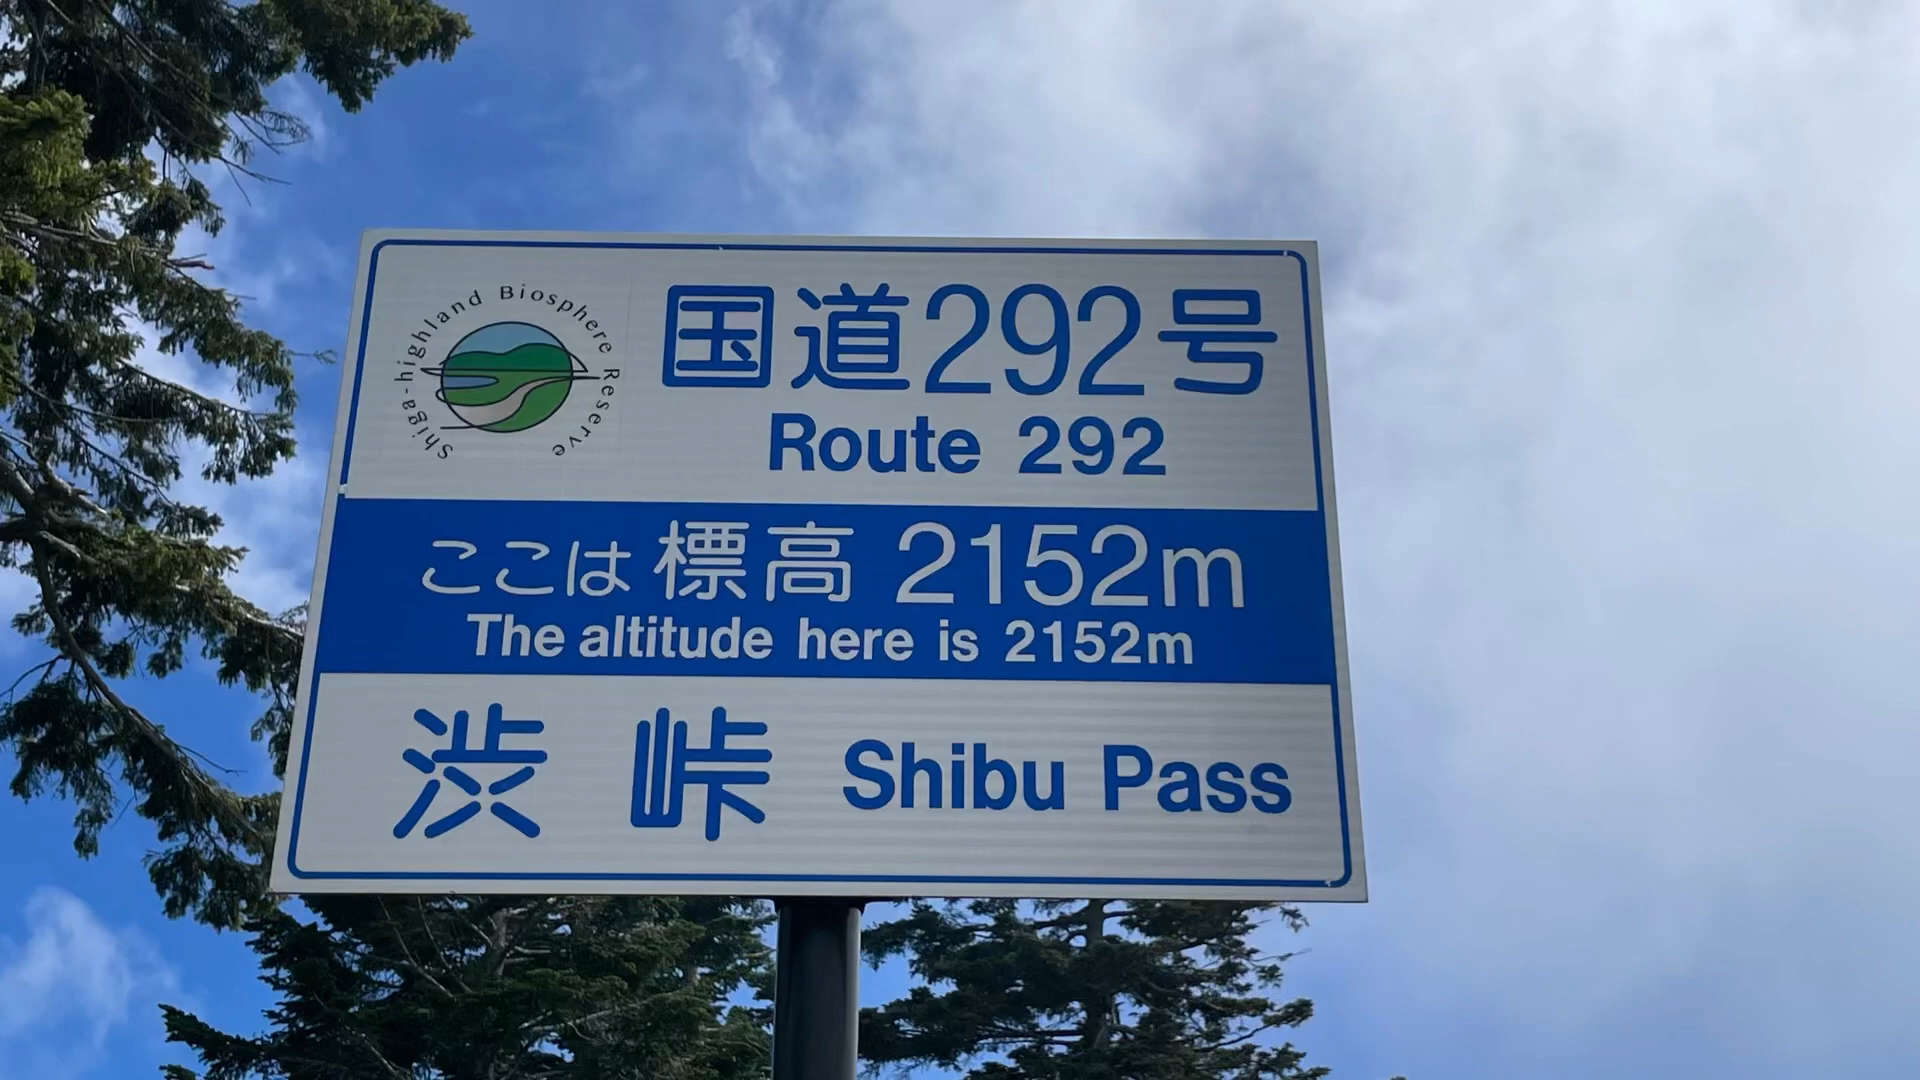 Shiga-highland Biosphere Reserve
国道292号
Route 292
ここは標高 2152m
The altitude here is 2152m
渋峠 Shibu Pass